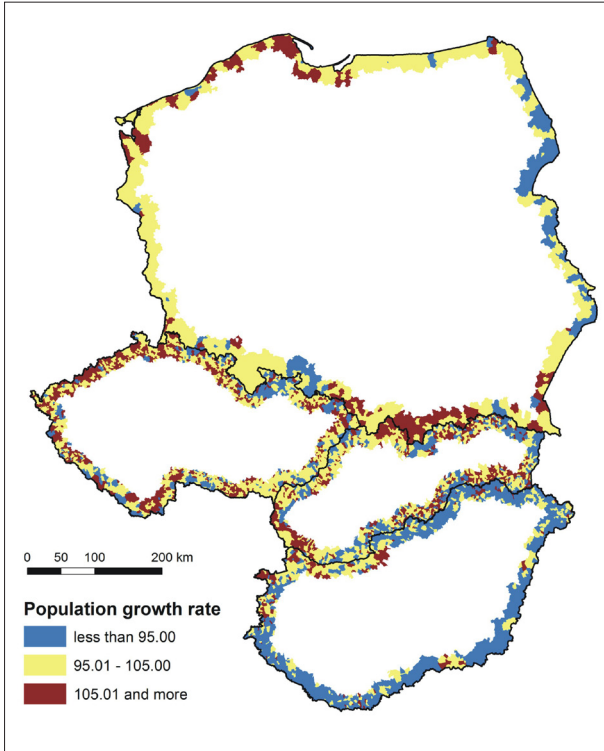 0 50 100 200 km
Population growth rate
less than 95.00
95.01 - 105.00
105.01 and more